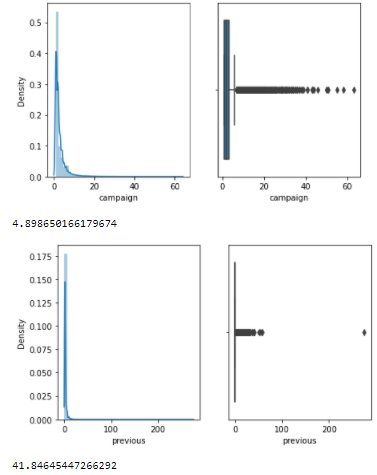 0.5
0.4
0.3
0.2
0.1
0.0
Density
0 20 40 60
campaign
0 20 40 60
campaign
4.898650166179674
0.175
0.150
0.125
0.100
0.075
0.050
0.025
0.000
Density
0 100 200
previous
0 100 200
previous
41.84645447266292